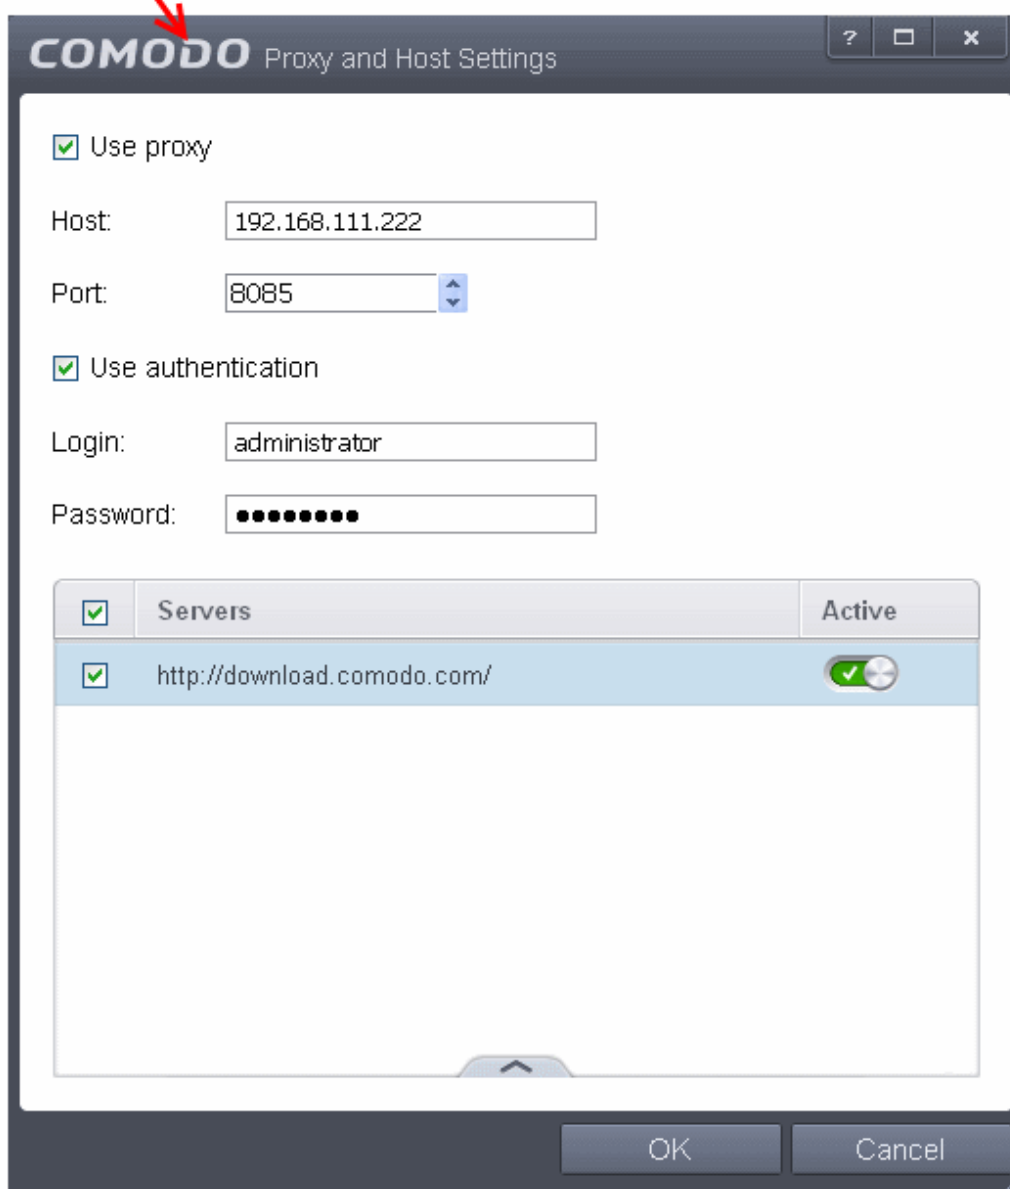 COMODO Proxy and Host Settings ?
Use proxy
Host: 192.168.111.222
Port: 8085
Use authentication
Login: administrator
Password: ●●●●●●●●
Servers Active
http://download.comodo.com/
OK Cancel